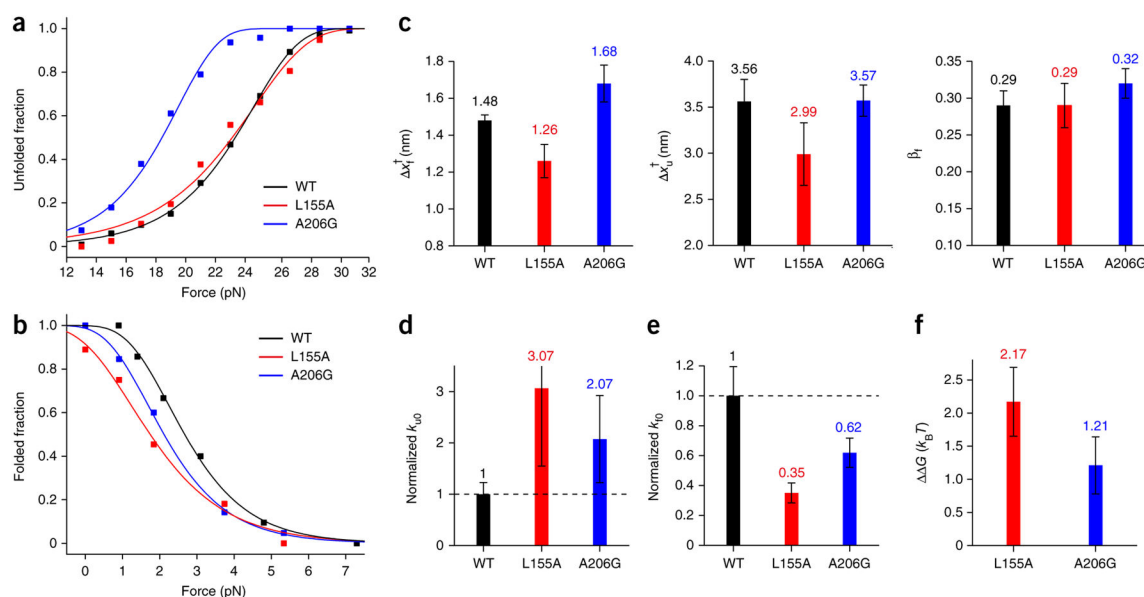 a
Unfolded fraction
1.0
0.8
0.6
0.4
0.2
0
WT
L155A
A206G
12 14 16 18 20 22 24 26 28 30 32
Force (pN)
b
Folded fraction
1.0
0.8
0.6
0.4
0.2
0
WT
L155A
A206G
0 1 2 3 4 5 6 7
Force (pN)
c
Δx f † (nm)
1.8
1.6
1.4
1.2
1.0
0.8
1.48
1.26
1.68
WT L155A A206G
Δx u † (nm)
4.0
3.5
3.0
2.5
2.0
3.56
2.99
3.57
WT L155A A206G
βf
0.35
0.30
0.25
0.20
0.15
0.10
0.29
0.29
0.32
WT L155A A206G
d
Normalized ku0
3
2
1
0
1
3.07
2.07
WT L155A A206G
e
Normalized kf0
1.2
1.0
0.8
0.6
0.4
0.2
0
1
0.35
0.62
WT L155A A206G
f
ΔΔG (kBT)
2.5
2.0
1.5
1.0
0.5
0
2.17
1.21
L155A A206G